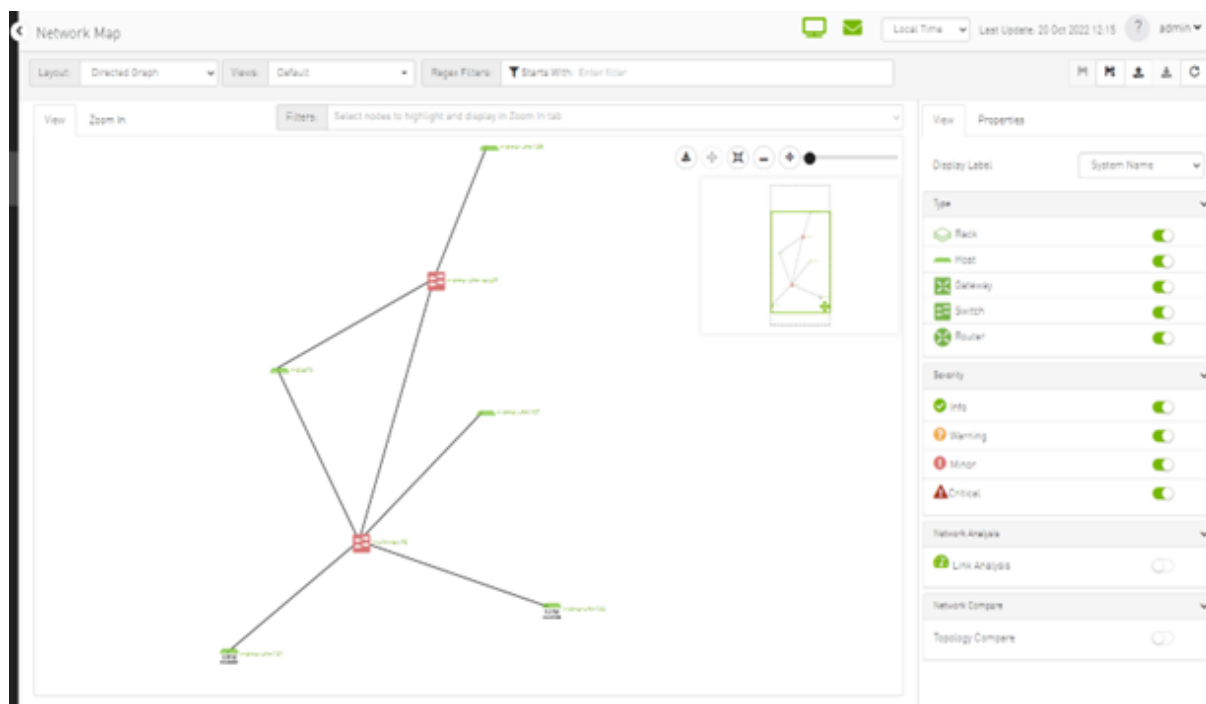 Network Map
Local Time
Last Update: 20 Oct 2022 12:15
?
admin
Layout:
Directed Graph
Views:
Default
Regex Filters:
Starts With:
Enter filter
View
Zoom In
Filters:
Select nodes to highlight and display in Zoom In tab
View
Properties
Display Label:
System Name
Type
Rack
Host
Gateway
Switch
Router
Severity
Info
Warning
Minor
Critical
Network Analysis
Link Analysis
Network Compare
Topology Compare